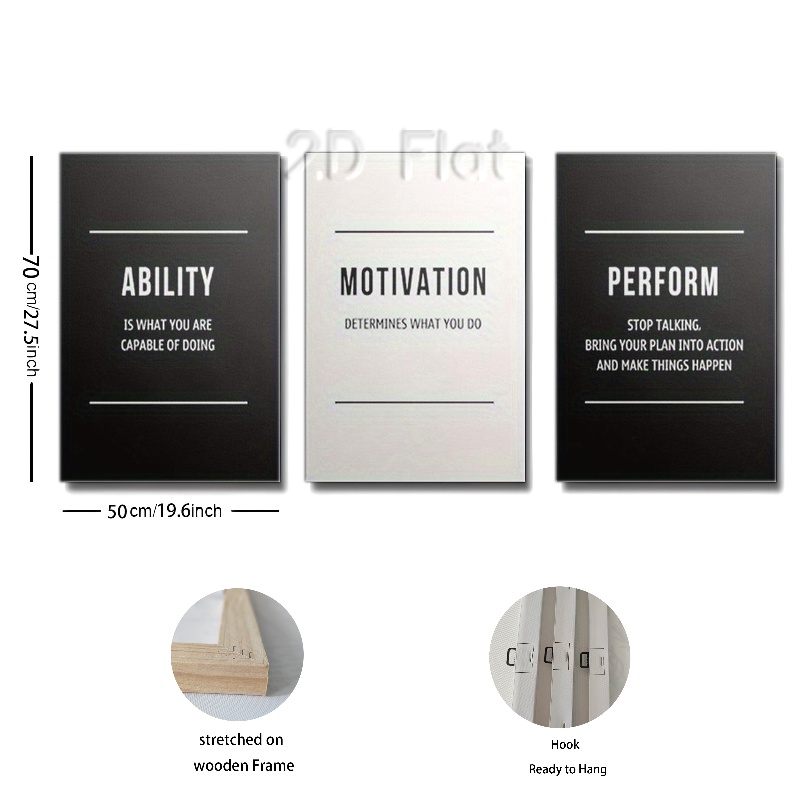 2.D Flat
ABILITY
IS WHAT YOU ARE
CAPABLE OF DOING
MOTIVATION
DETERMINES WHAT YOU DO
PERFORM
STOP TALKING,
BRING YOUR PLAN INTO ACTION
AND MAKE THINGS HAPPEN
70 cm/27.5inch
50cm/19.6inch
stretched on
wooden Frame
Hook
Ready to Hang